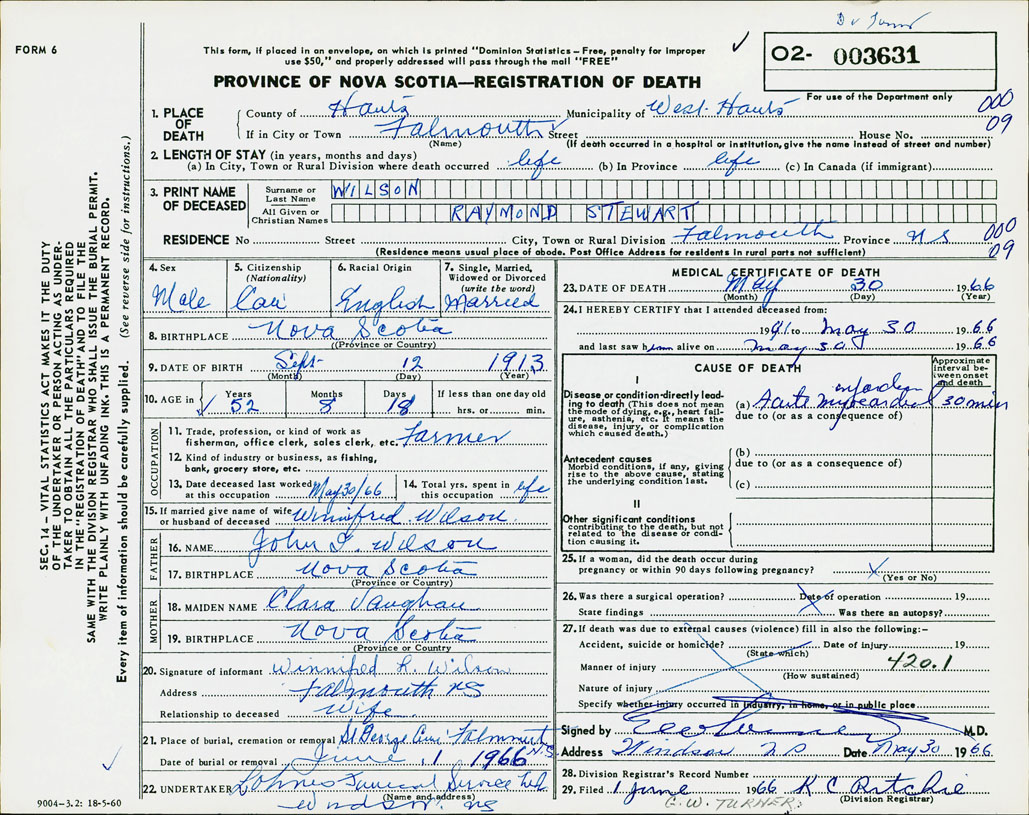 Dr Turner
FORM 6
This form, if placed in an envelope, on which is printed "Dominion Statistics – Free, penalty for improper
use $50," and properly addressed will pass through the mail "FREE"
O2- 003631
PROVINCE OF NOVA SCOTIA—REGISTRATION OF DEATH
For use of the Department only
000
09
1. PLACE OF DEATH
County of Hants Municipality of West Hants
If in City or Town Falmouth Street House No.
(Name) (If death occurred in a hospital or institution, give the name instead of street and number)
2. LENGTH OF STAY (in years, months and days)
(a) In City, Town or Rural Division where death occurred life (b) In Province life (c) In Canada (if immigrant)
3. PRINT NAME OF DECEASED
Surname or Last Name WILSON
All Given or Christian Names RAYMOND STEWART
RESIDENCE No Street City, Town or Rural Division Falmouth Province NS
000
09
(Residence means usual place of abode. Post Office Address for residents in rural parts not sufficient)
4. Sex Male
5. Citizenship (Nationality) Can
6. Racial Origin English
7. Single, Married, Widowed or Divorced (write the word) Married
8. BIRTHPLACE Nova Scotia
(Province or Country)
9. DATE OF BIRTH Sept 12 1913
(Month) (Day) (Year)
10. AGE in Years 52 Months 8 Days 18 If less than one day old
hrs. or min.
OCCUPATION
11. Trade, profession, or kind of work as
fisherman, office clerk, sales clerk, etc. Farmer
12. Kind of industry or business, as fishing,
bank, grocery store, etc.
13. Date deceased last worked at this occupation May 30/66
14. Total yrs. spent in life
15. If married give name of wife or husband of deceased Winnifred Wilson
FATHER
16. NAME John I. Wilson
17. BIRTHPLACE Nova Scotia
(Province or Country)
MOTHER
18. MAIDEN NAME Clara Vaughan
19. BIRTHPLACE Nova Scotia
(Province or Country)
20. Signature of informant Winnifred R. Wilson
Address Falmouth NS
Relationship to deceased Wife
21. Place of burial, cremation or removal St George Falmouth N.S.
Date of burial or removal June 1 1966
22. UNDERTAKER Lohnes Funeral Service Ltd.
(Name and address)
Windsor NS
9004-3.2: 18-5-60
MEDICAL CERTIFICATE OF DEATH
23. DATE OF DEATH May 30 1966
(Month) (Day) (Year)
24. I HEREBY CERTIFY that I attended deceased from:
1941 to May 30 1966
and last saw him alive on May 30 1966
CAUSE OF DEATH
Approximate interval between onset and death
I
Disease or condition directly leading to death (This does not mean
the mode of dying, e.g., heart failure, asthenia, etc. It means the
disease, injury, or complication which caused death.)
(a) Acute myocardial 30 min
due to (or as a consequence of)
Antecedent causes
Morbid conditions, if any, giving rise to the above cause, stating
the underlying condition last.
(b)
due to (or as a consequence of)
(c)
II
Other significant conditions
contributing to the death, but not related to the disease or condition causing it.
25. If a woman, did the death occur during
pregnancy or within 90 days following pregnancy?
(Yes or No)
26. Was there a surgical operation? Date of operation 19
State findings Was there an autopsy?
27. If death was due to external causes (violence) fill in also the following:–
Accident, suicide or homicide? Date of injury 19
(State which)
420.1
Manner of injury
(How sustained)
Nature of injury
Specify whether injury occurred in industry, in home, or in public place
Signed by M.D.
Address Windsor NS Date May 30 1966
28. Division Registrar's Record Number
29. Filed 1 June 1966 K C Ritchie
(Division Registrar)
G.W. TURNER
SEC. 14 – VITAL STATISTICS ACT MAKES IT THE DUTY
OF THE UNDERTAKER OR PERSON ACTING AS UNDER-
TAKER TO OBTAIN ALL THE PARTICULARS REQUIRED
IN THE "REGISTRATION OF DEATH" AND TO FILE THE
SAME WITH THE DIVISION REGISTRAR WHO SHALL ISSUE THE BURIAL PERMIT.
WRITE PLAINLY WITH UNFADING INK. THIS IS A PERMANENT RECORD.
Every item of information should be carefully supplied. (See reverse side for instructions.)